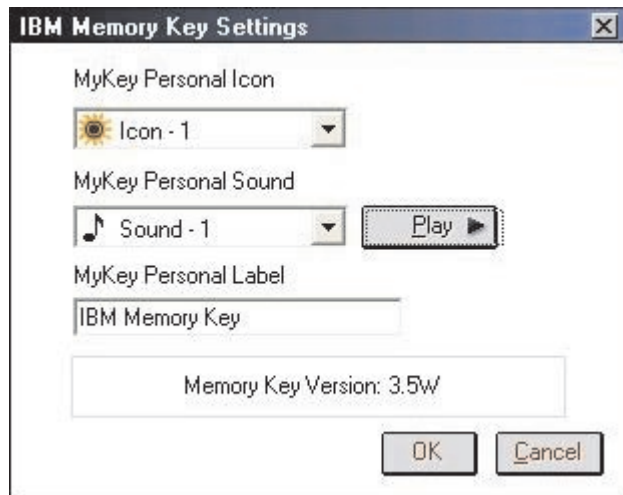 IBM Memory Key Settings
MyKey Personal Icon
Icon - 1
MyKey Personal Sound
Sound - 1
Play
MyKey Personal Label
IBM Memory Key
Memory Key Version: 3.5W
OK
Cancel